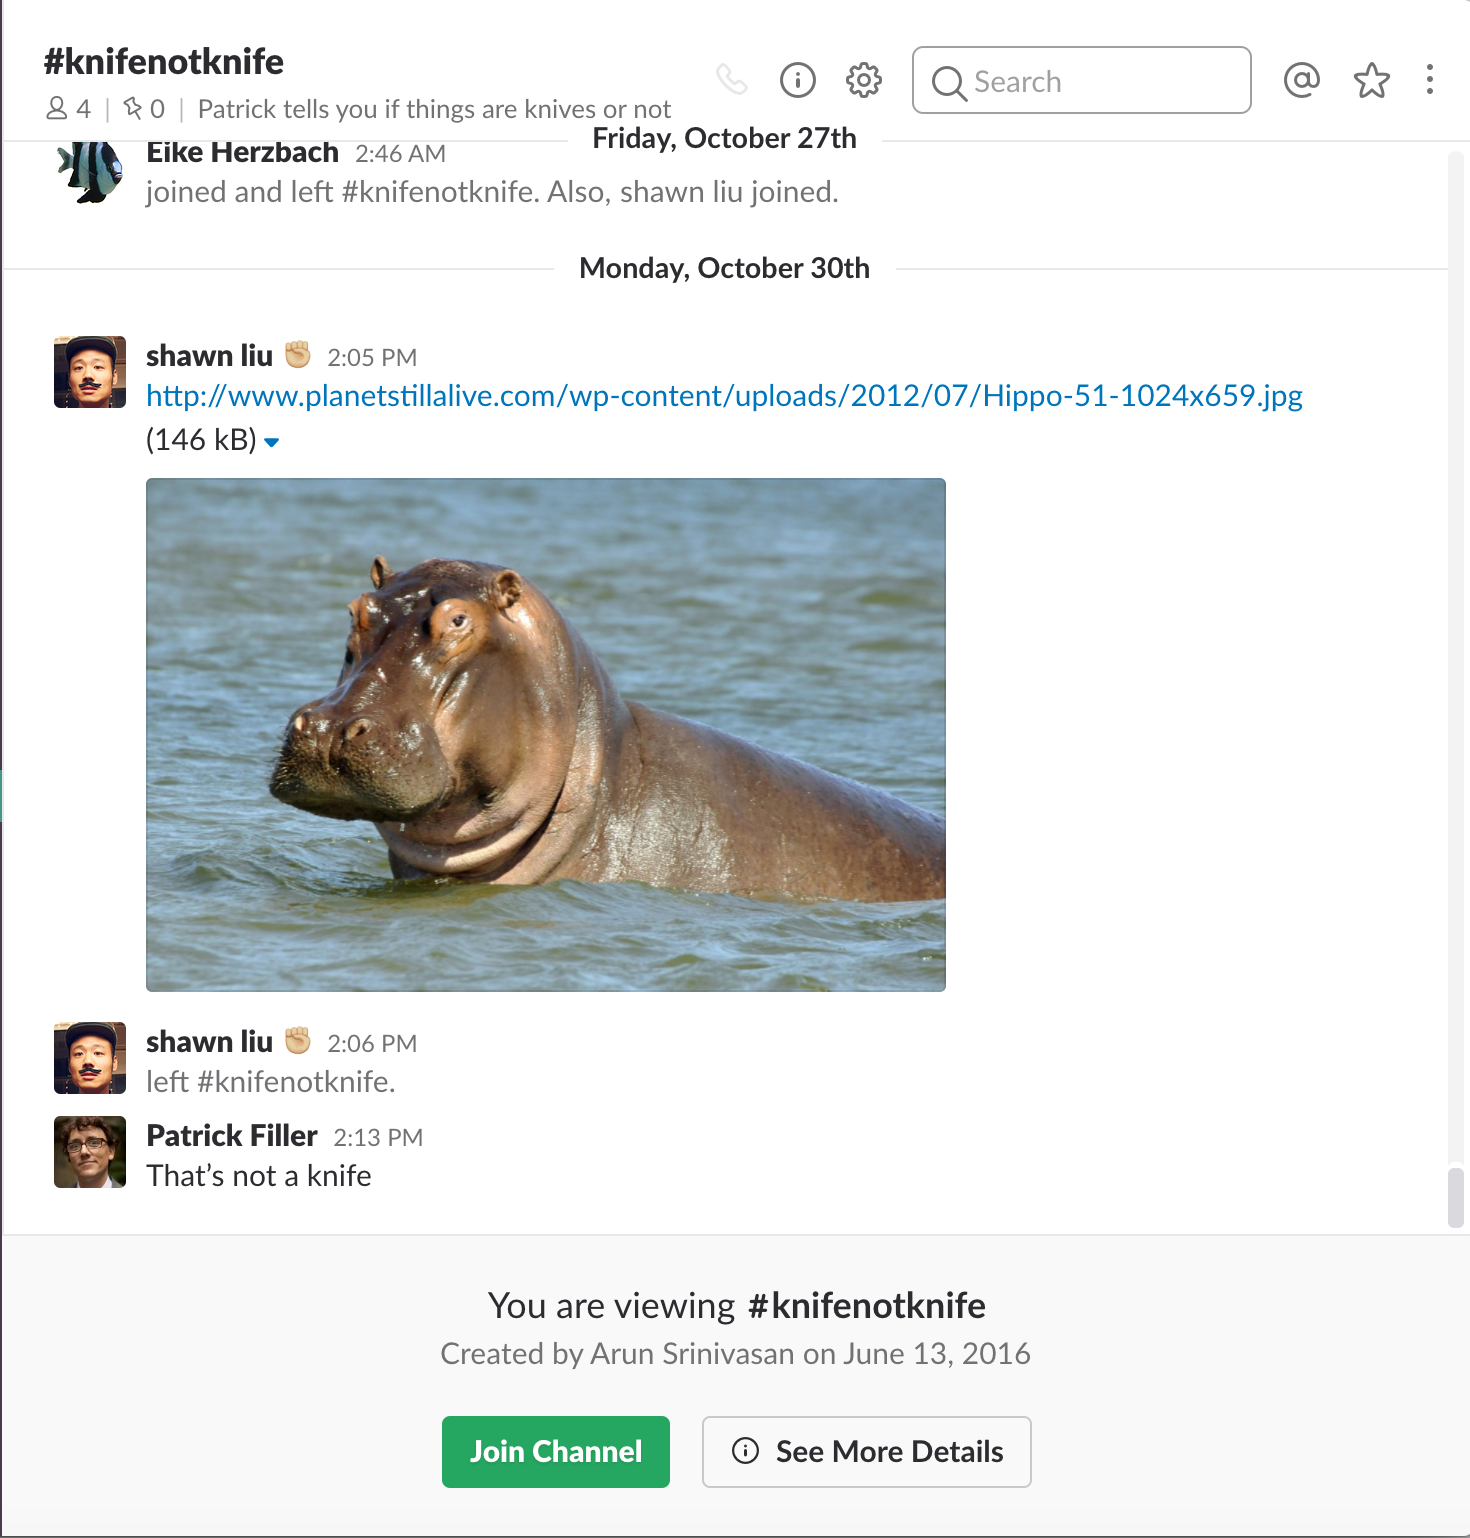 #knifenotknife
4 | 0 | Patrick tells you if things are knives or not
Search
Friday, October 27th
Eike Herzbach 2:46 AM
joined and left #knifenotknife. Also, shawn liu joined.
Monday, October 30th
shawn liu 2:05 PM
http://www.planetstillalive.com/wp-content/uploads/2012/07/Hippo-51-1024x659.jpg
(146 kB)
shawn liu 2:06 PM
left #knifenotknife.
Patrick Filler 2:13 PM
That’s not a knife
You are viewing #knifenotknife
Created by Arun Srinivasan on June 13, 2016
Join Channel
See More Details